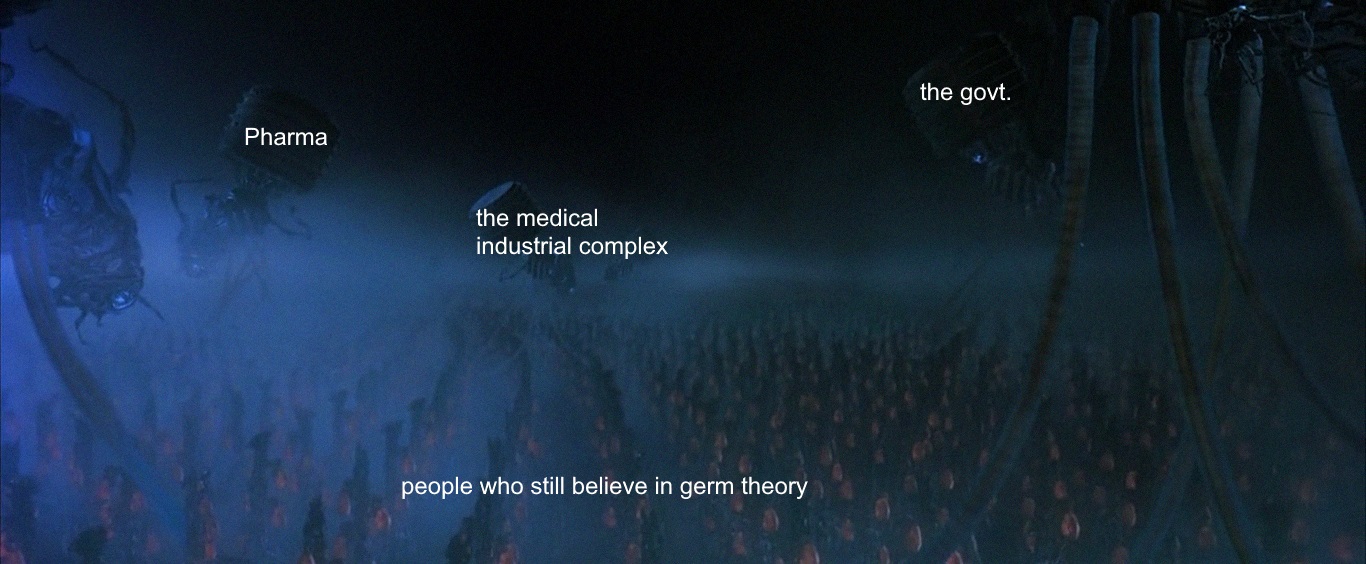 the govt.
Pharma
the medical
industrial complex
people who still believe in germ theory